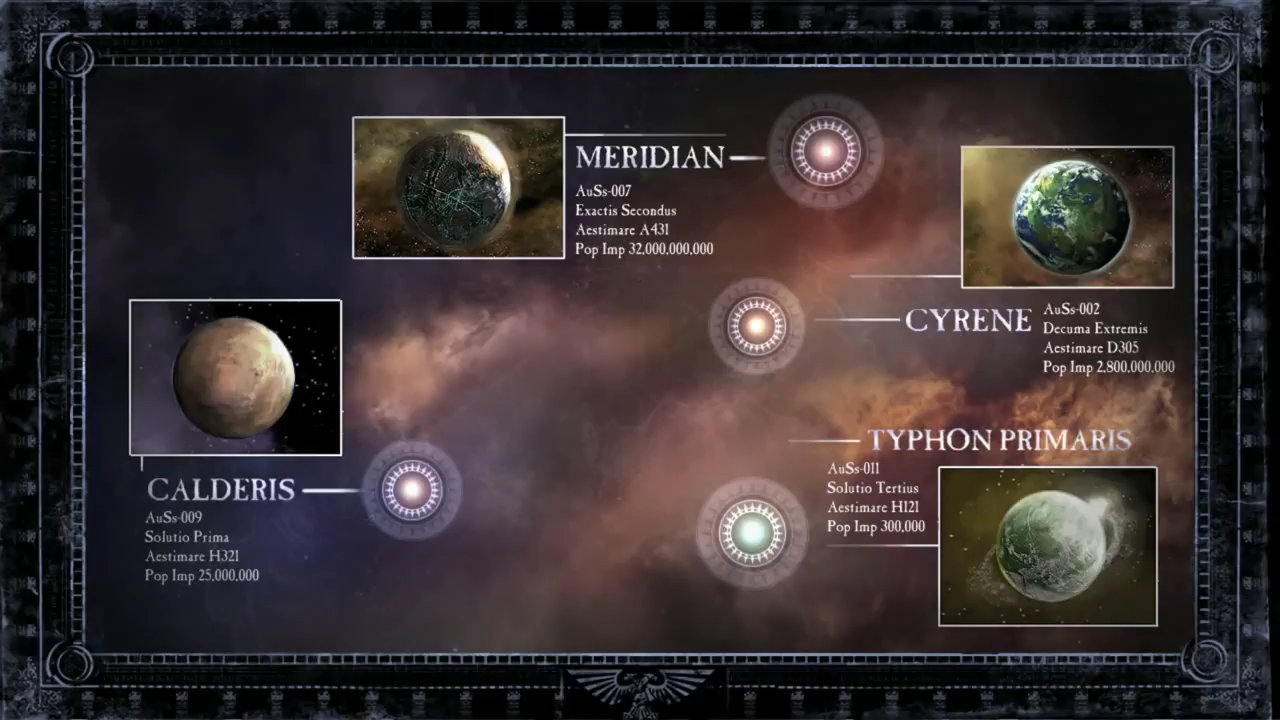 MERIDIAN
AuSs-007
Exactis Secondus
Aestimare A431
Pop Imp 32,000,000,000
CYRENE
AuSs-002
Decuma Extremis
Aestimare D305
Pop Imp 2,800,000,000
CALDERIS
AuSs-009
Solutio Prima
Aestimare H321
Pop Imp 25,000,000
TYPHON PRIMARIS
AuSs-011
Solutio Tertius
Aestimare H121
Pop Imp 300,000